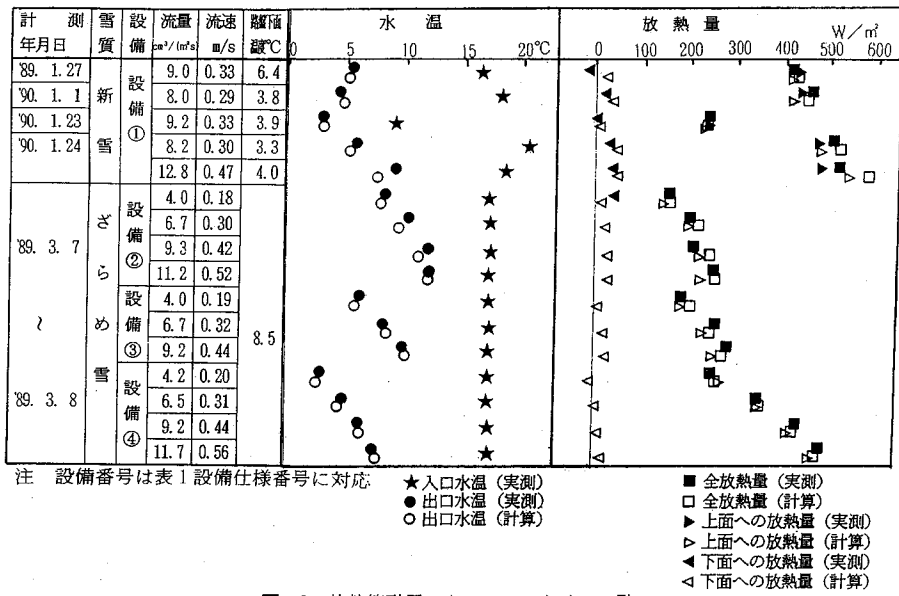 計 測 年月日 雪質 設備 流量 cm³/(m²s) 流速 m/s ℃ 水 温 放 熱 量 W/㎡
0 5 10 15 20℃ 0 100 200 300 400 500 600
'89. 1.27 新雪 設備① 9.0 0.33 6.4
'90. 1. 1 8.0 0.29 3.8
'90. 1.23 9.2 0.33 3.9
'90. 1.24 8.2 0.30 3.3
12.8 0.47 4.0
'89. 3. 7 ～ '89. 3. 8 ざらめ雪 設備② 4.0 0.18 8.5
6.7 0.30
9.3 0.42
11.2 0.52
設備③ 4.0 0.19
6.7 0.32
9.2 0.44
設備④ 4.2 0.20
6.5 0.31
9.2 0.44
11.7 0.56
注 設備番号は表1設備仕様番号に対応
★入口水温 (実測)
●出口水温 (実測)
○出口水温 (計算)
■ 全放熱量 (実測)
□ 全放熱量 (計算)
▶ 上面への放熱量 (実測)
▷ 上面への放熱量 (計算)
◀ 下面への放熱量 (実測)
◁ 下面への放熱量 (計算)